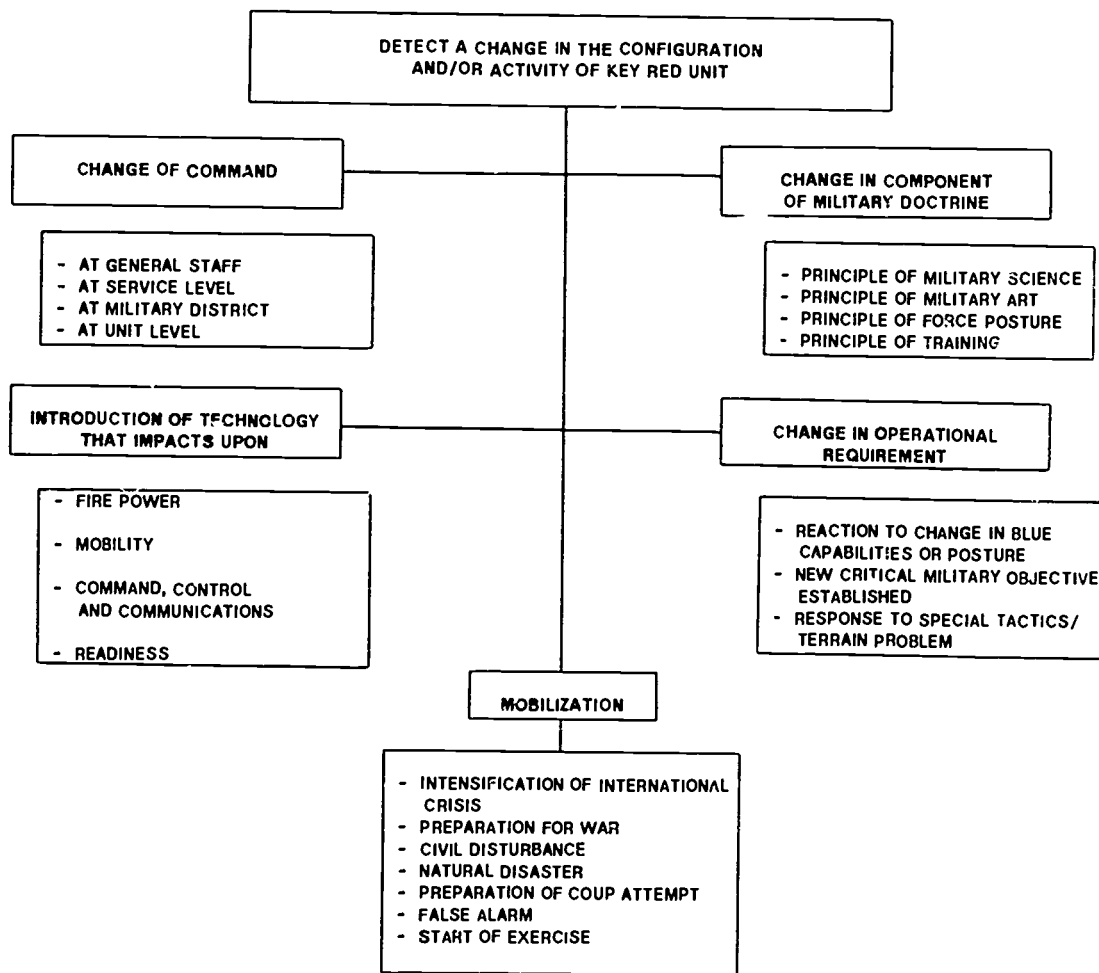 DETECT A CHANGE IN THE CONFIGURATION
AND/OR ACTIVITY OF KEY RED UNIT
CHANGE OF COMMAND
- AT GENERAL STAFF
- AT SERVICE LEVEL
- AT MILITARY DISTRICT
- AT UNIT LEVEL
CHANGE IN COMPONENT
OF MILITARY DOCTRINE
- PRINCIPLE OF MILITARY SCIENCE
- PRINCIPLE OF MILITARY ART
- PRINCIPLE OF FORCE POSTURE
- PRINCIPLE OF TRAINING
INTRODUCTION OF TECHNOLOGY
THAT IMPACTS UPON
- FIRE POWER
- MOBILITY
- COMMAND, CONTROL
AND COMMUNICATIONS
- READINESS
CHANGE IN OPERATIONAL
REQUIREMENT
- REACTION TO CHANGE IN BLUE
CAPABILITIES OR POSTURE
- NEW CRITICAL MILITARY OBJECTIVE
ESTABLISHED
- RESPONSE TO SPECIAL TACTICS/
TERRAIN PROBLEM
MOBILIZATION
- INTENSIFICATION OF INTERNATIONAL
CRISIS
- PREPARATION FOR WAR
- CIVIL DISTURBANCE
- NATURAL DISASTER
- PREPARATION OF COUP ATTEMPT
- FALSE ALARM
- START OF EXERCISE